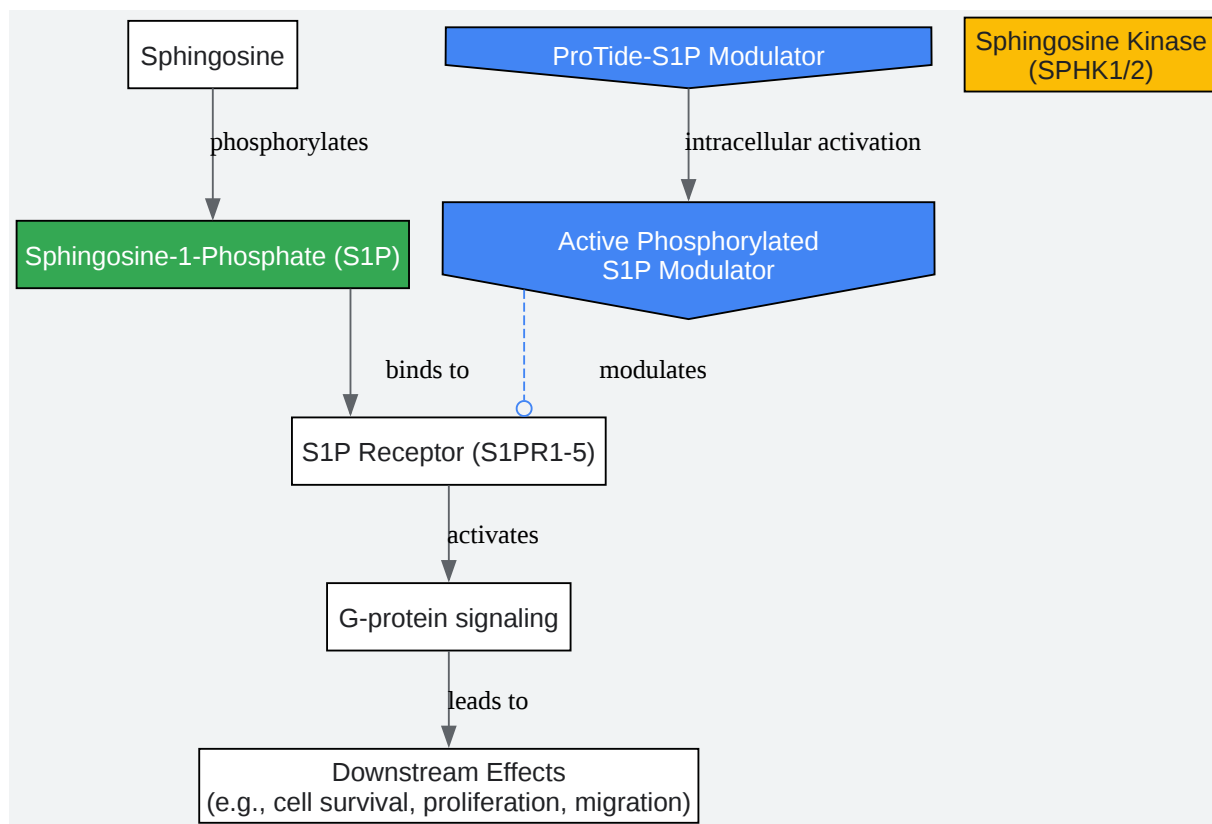 Sphingosine
ProTide-S1P Modulator
Sphingosine Kinase
(SPHK1/2)
phosphorylates
intracellular activation
Sphingosine-1-Phosphate (S1P)
Active Phosphorylated
S1P Modulator
binds to
modulates
S1P Receptor (S1PR1-5)
activates
G-protein signaling
leads to
Downstream Effects
(e.g., cell survival, proliferation, migration)